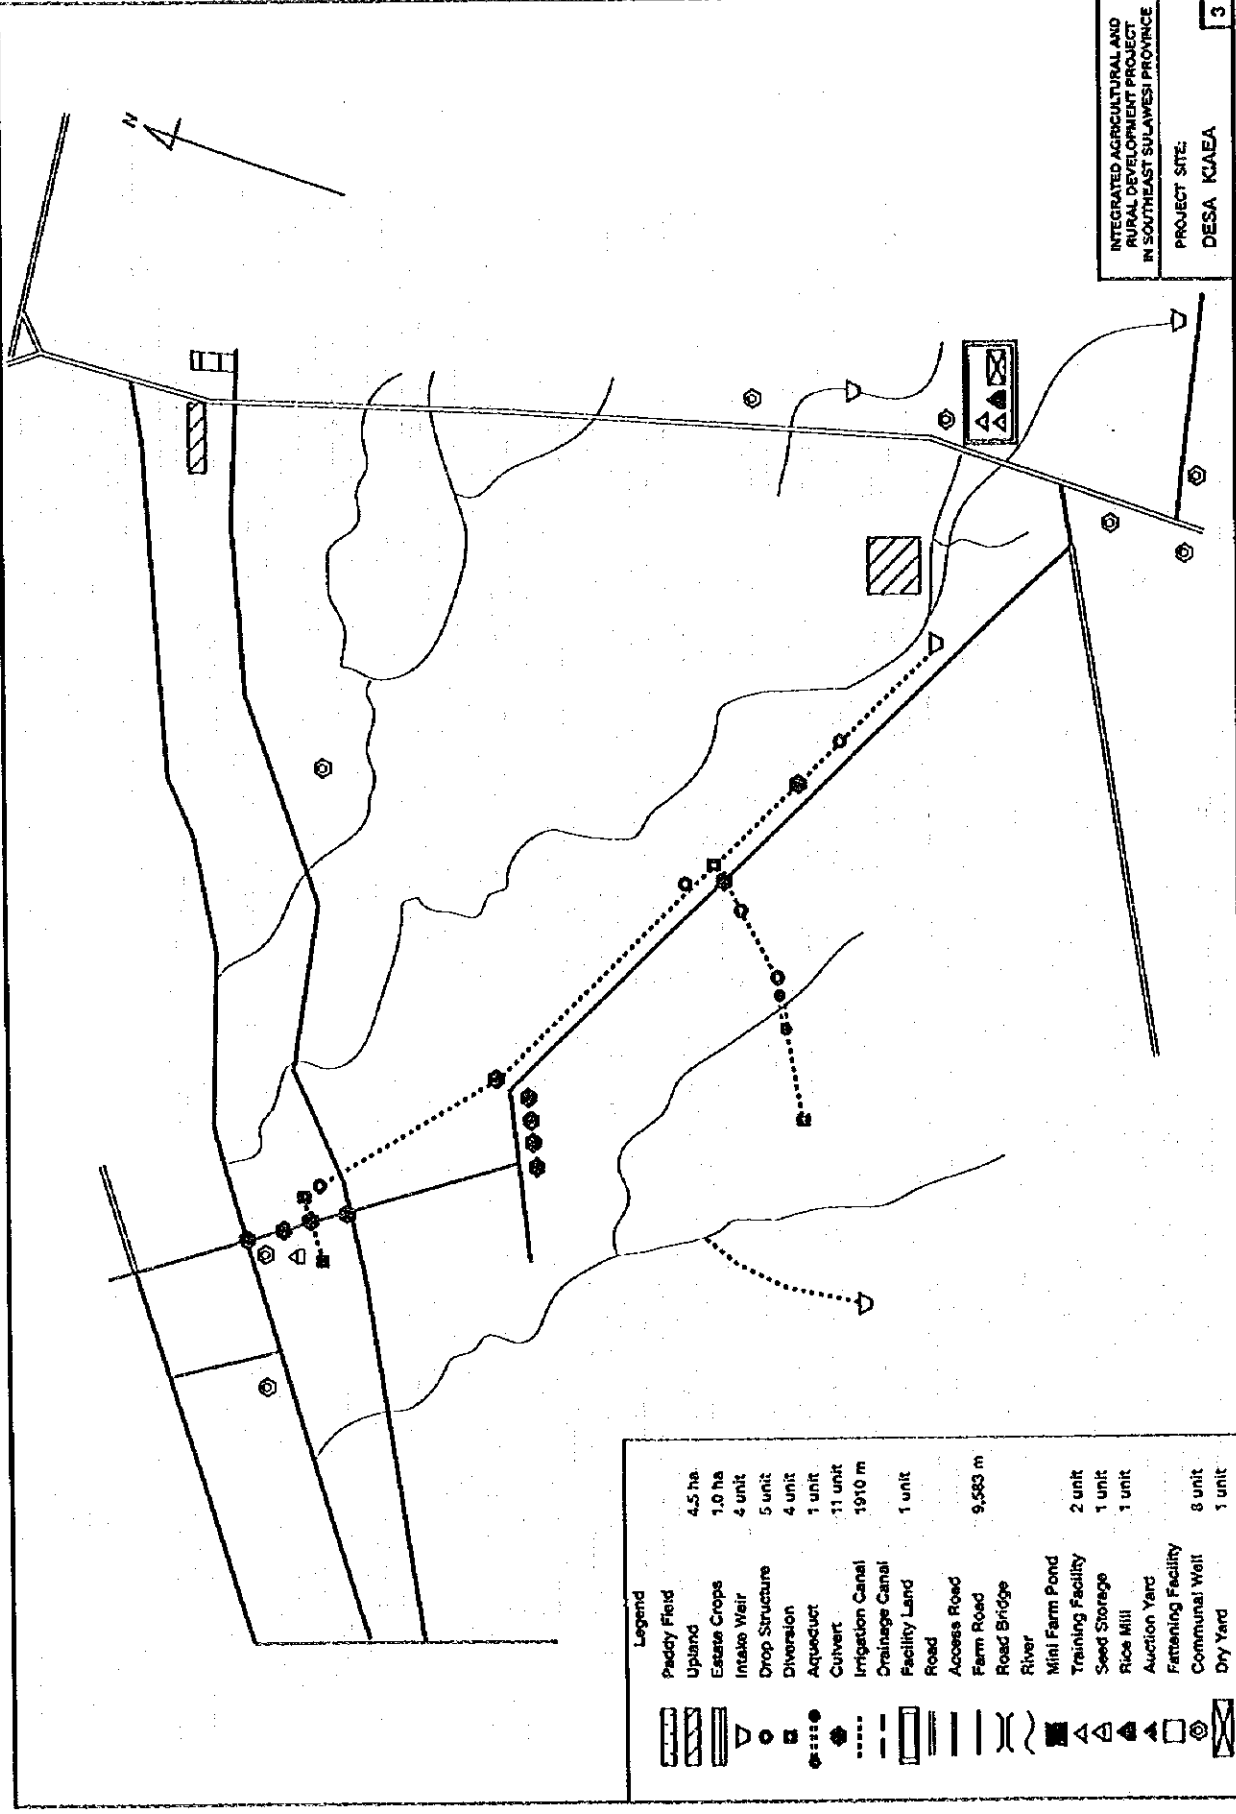 N
INTEGRATED AGRICULTURAL AND
RURAL DEVELOPMENT PROJECT
IN SOUTHEAST SULAWESI PROVINCE
PROJECT SITE:
DESA KIAEA
3
Legend
Paddy Field
Upland 4.5 ha
Estate Crops 1.0 ha
Intake Weir 4 unit
Drop Structure 5 unit
Diversion 4 unit
Aqueduct 1 unit
Culvert 11 unit
Irrigation Canal 1910 m
Drainage Canal
Facility Land 1 unit
Road
Access Road
Farm Road 9,583 m
Road Bridge
River
Mini Farm Pond
Training Facility 2 unit
Seed Storage 1 unit
Rice Mill 1 unit
Auction Yard
Fattening Facility
Communal Well 8 unit
Dry Yard 1 unit